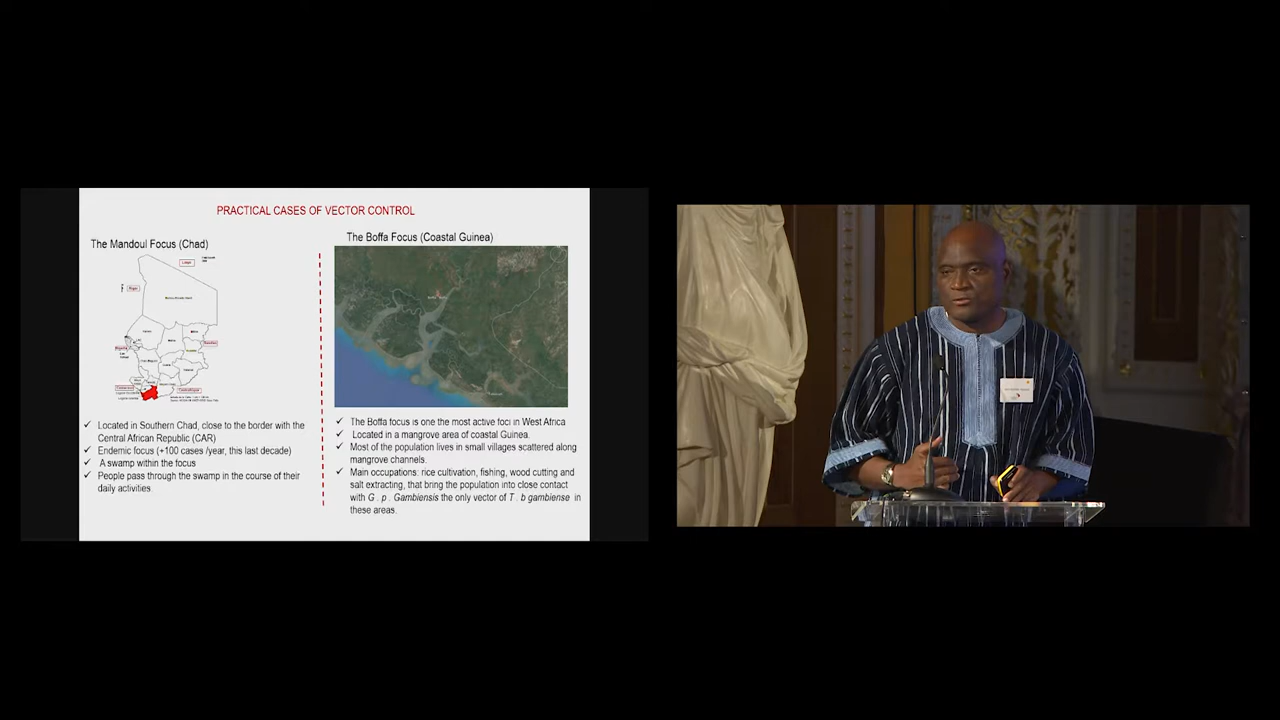 PRACTICAL CASES OF VECTOR CONTROL
The Mandoul Focus (Chad)
✓ Located in Southern Chad, close to the border with the
Central African Republic (CAR)
✓ Endemic focus (+100 cases /year, this last decade)
✓ A swamp within the focus
✓ People pass through the swamp in the course of their
daily activities
The Boffa Focus (Coastal Guinea)
✓ The Boffa focus is one the most active foci in West Africa
✓ Located in a mangrove area of coastal Guinea.
✓ Most of the population lives in small villages scattered along
mangrove channels.
✓ Main occupations: rice cultivation, fishing, wood cutting and
salt extracting, that bring the population into close contact
with G . p . Gambiensis the only vector of T . b gambiense in
these areas.